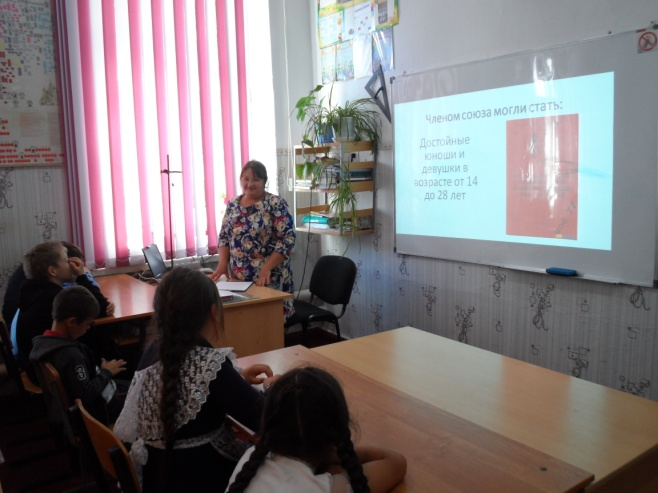 Членом союза могли стать:
Достойные
юноши и
девушки в
возрасте от 14
до 28 лет